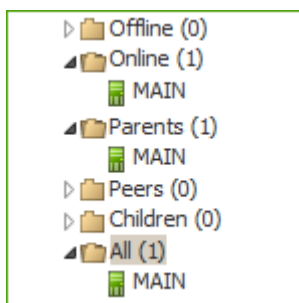 Offline (0)
Online (1)
MAIN
Parents (1)
MAIN
Peers (0)
Children (0)
All (1)
MAIN